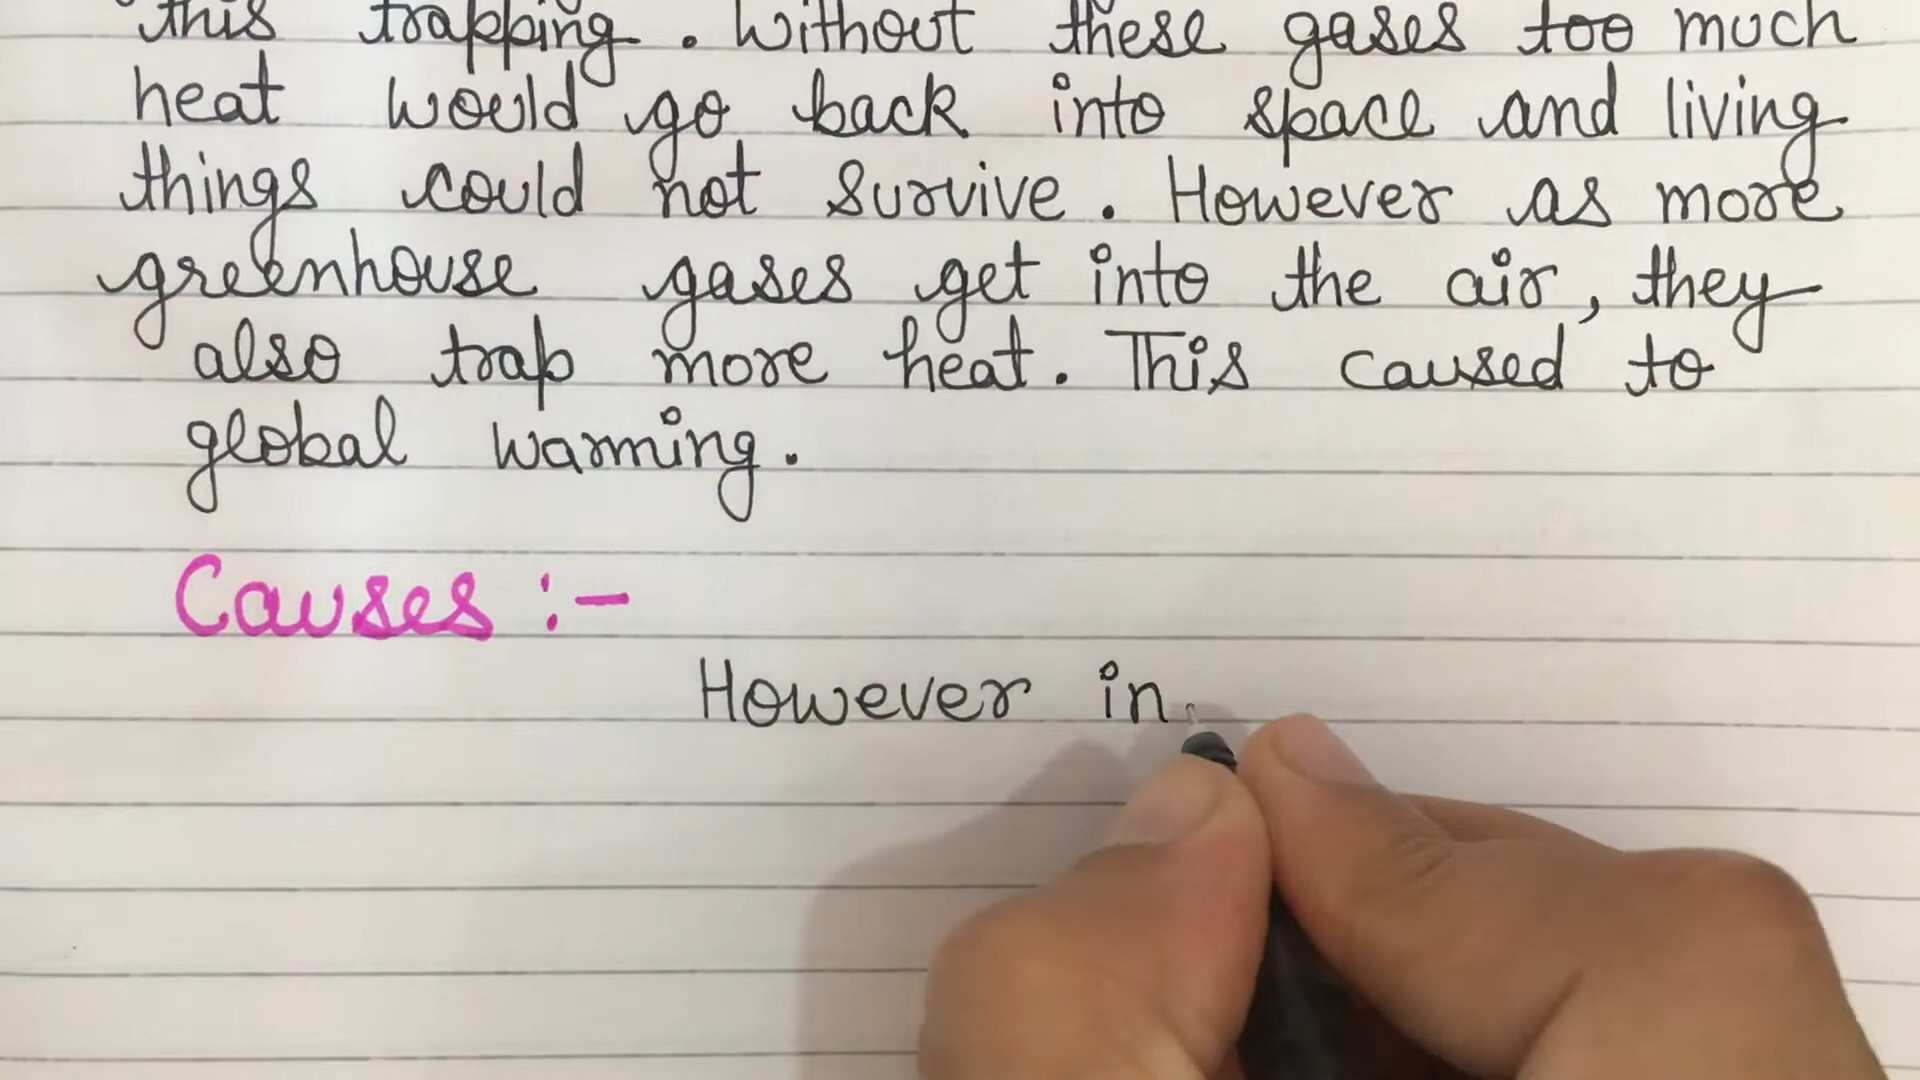 this trapping. Without these gases too much
heat would go back into space and living
things could not survive. However as more
greenhouse gases get into the air, they
also trap more heat. This caused to
global warming.
Causes :-
However in